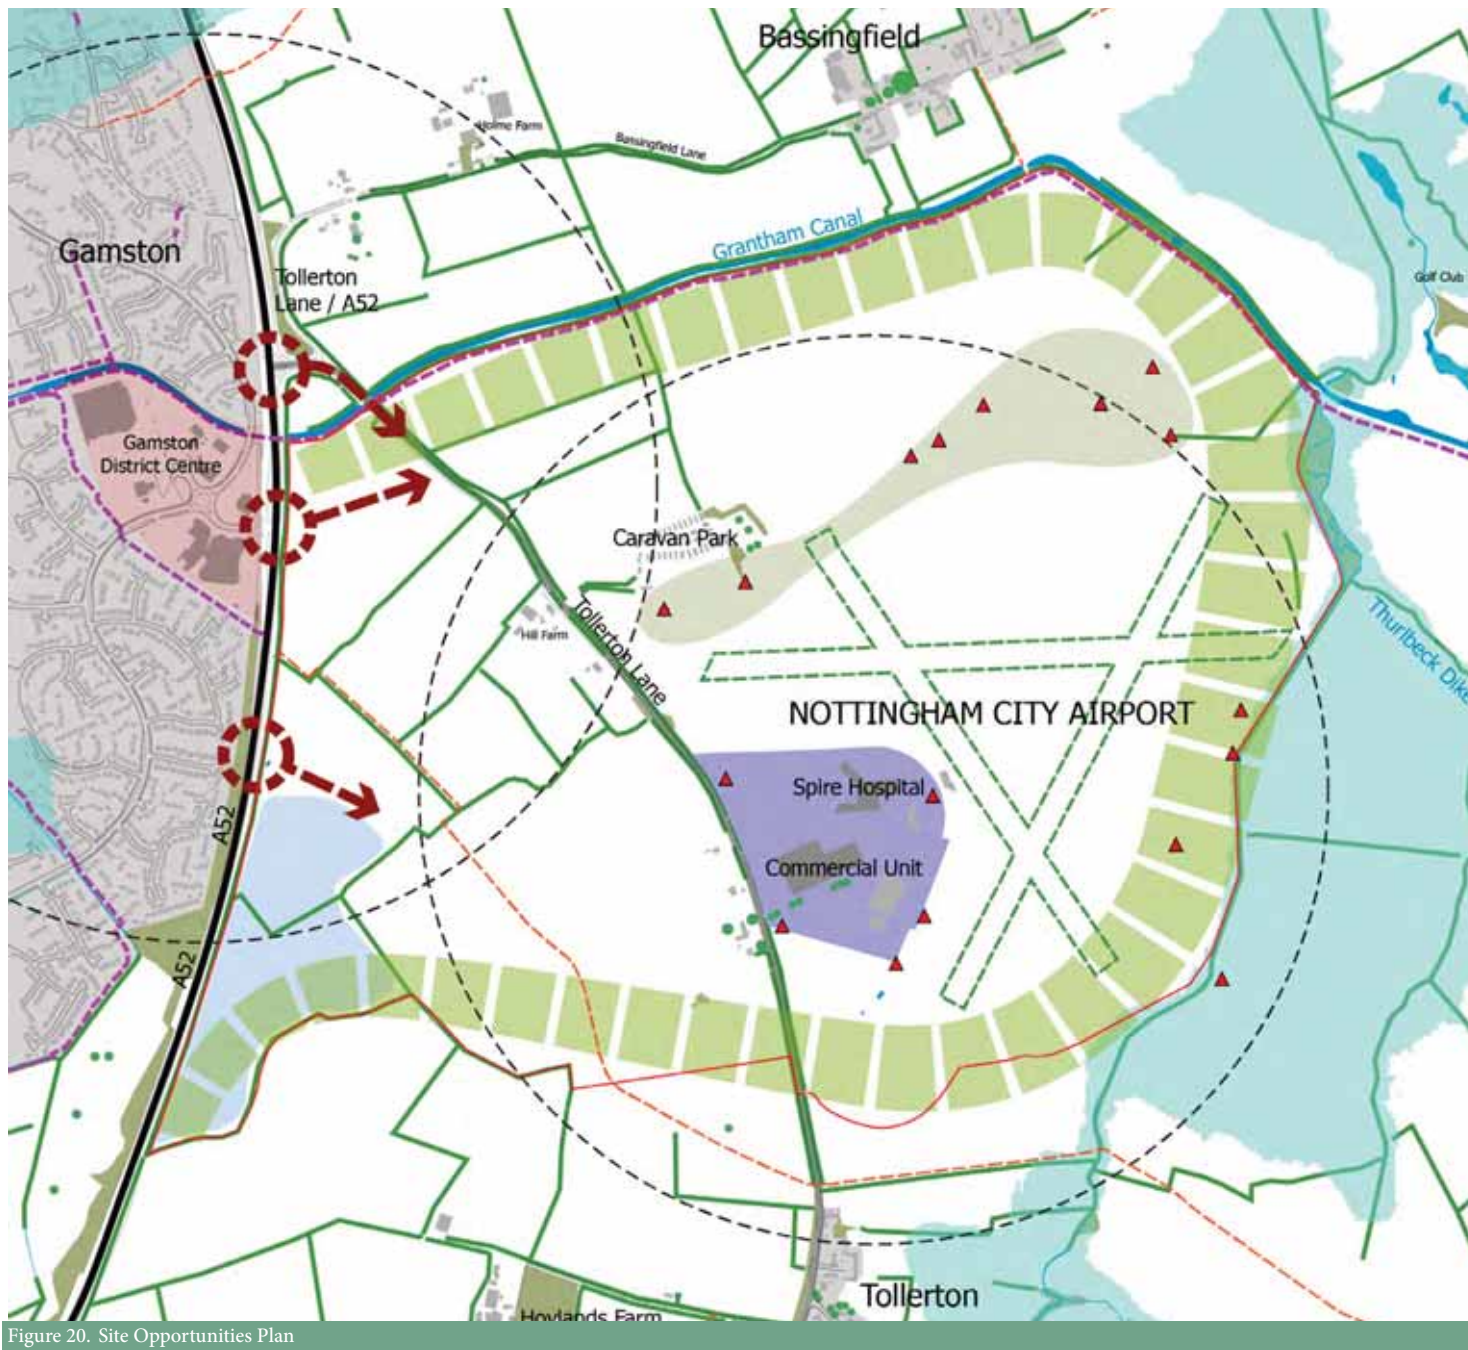 Bassingfield
Holme Farm
Bassingfield Lane
Gamston
Grantham Canal
Golf Club
Tollerton
Lane / A52
Gamston
District Centre
Caravan Park
Hill Farm
Tollerton Lane
Thurlbeck Dike
NOTTINGHAM CITY AIRPORT
Spire Hospital
A52
Commercial Unit
A52
Tollerton
Hoylands Farm
Figure 20. Site Opportunities Plan